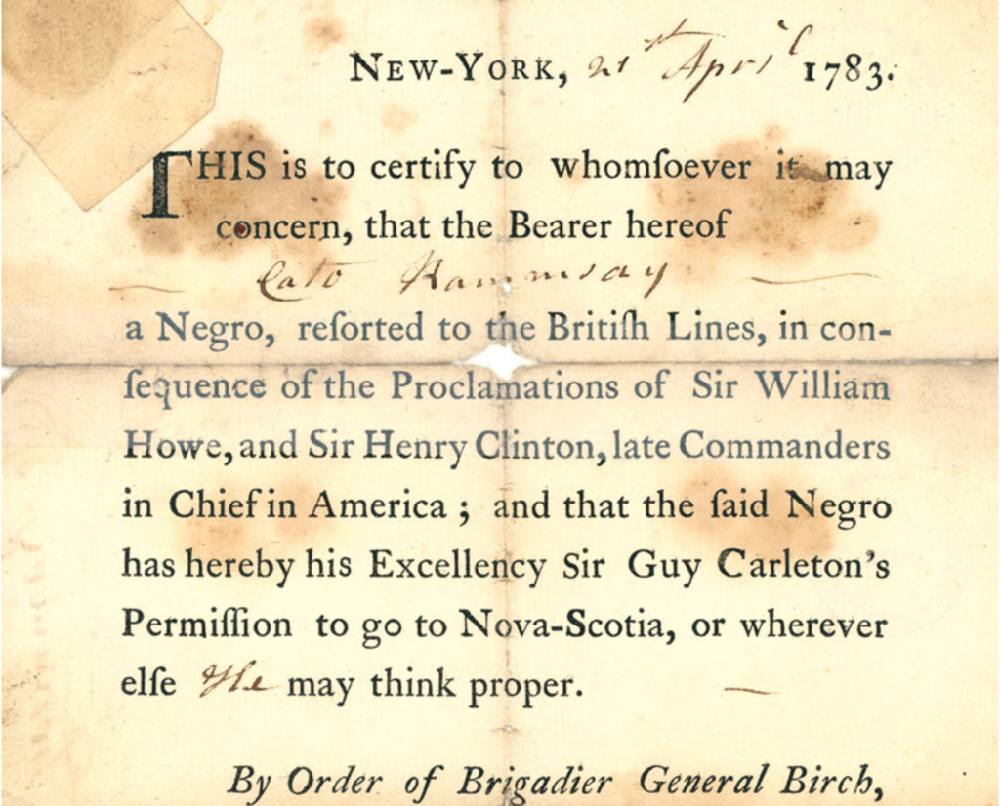 NEW-YORK, 21st April 1783.
THIS is to certify to whomſoever it may
concern, that the Bearer hereof
— Cato Rammsay —
a Negro, reſorted to the Britiſh Lines, in con-
ſequence of the Proclamations of Sir William
Howe, and Sir Henry Clinton, late Commanders
in Chief in America ; and that the ſaid Negro
has hereby his Excellency Sir Guy Carleton's
Permiſſion to go to Nova-Scotia, or wherever
elſe He may think proper. —
By Order of Brigadier General Birch,